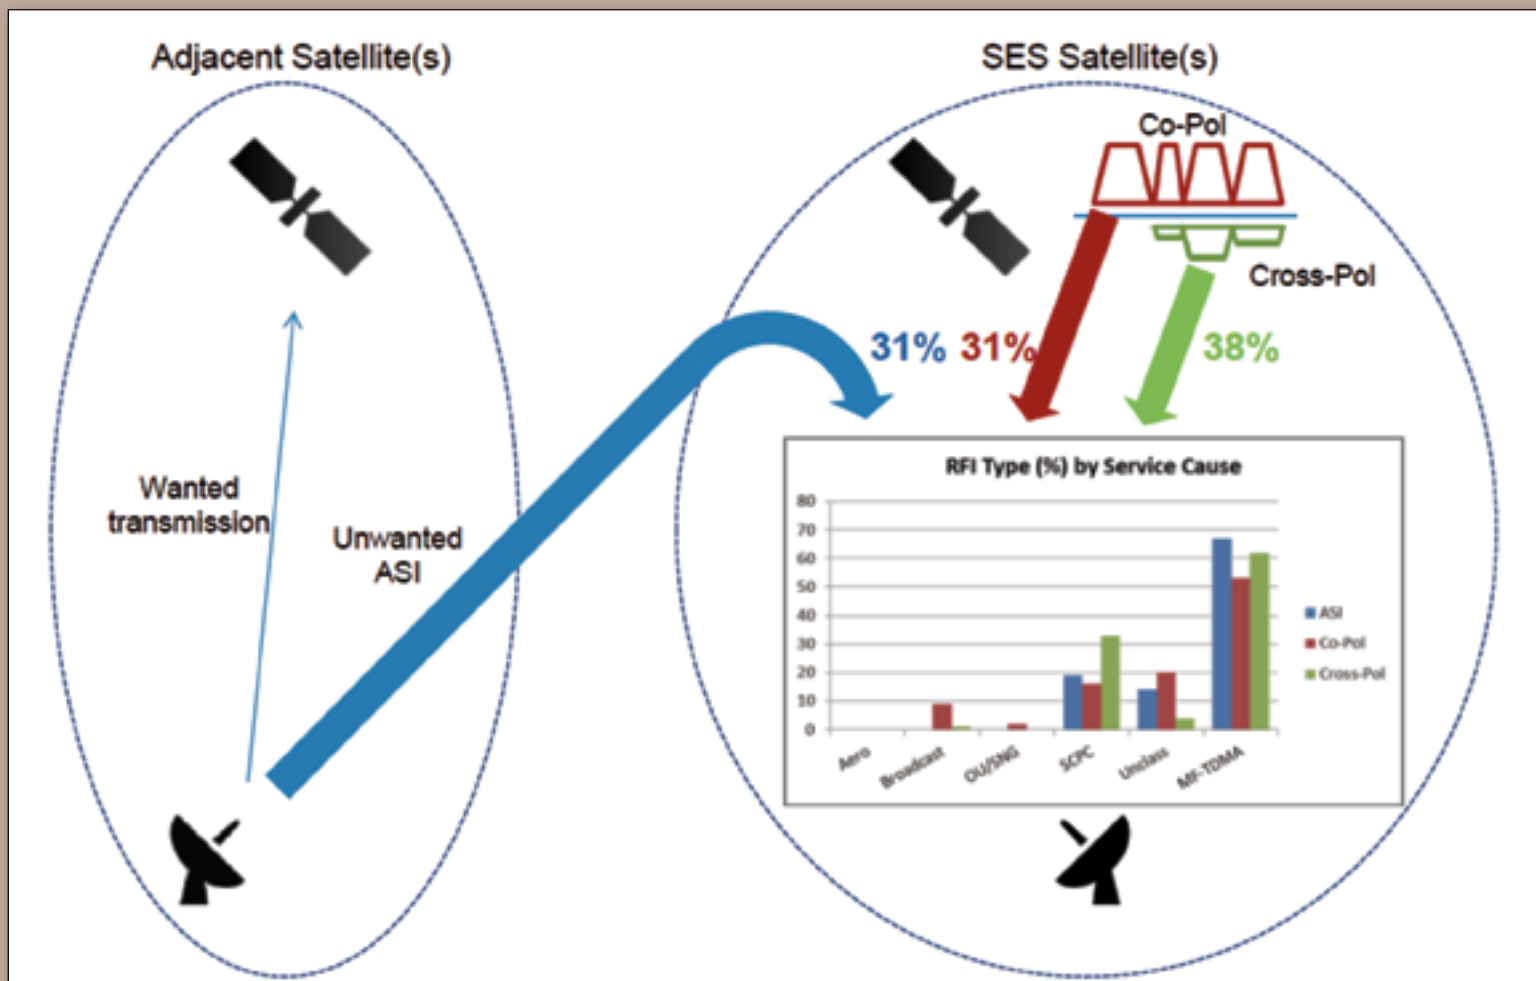 Adjacent Satellite(s)
SES Satellite(s)
Co-Pol
Cross-Pol
31% 31% 38%
Wanted
transmission
Unwanted
ASI
RFI Type (%) by Service Cause
80
70
60
50
40
30
20
10
0
Aero
Broadcast
OU/SNG
SCPC
Unclass
MF-TDMA
ASI
Co-Pol
Cross-Pol